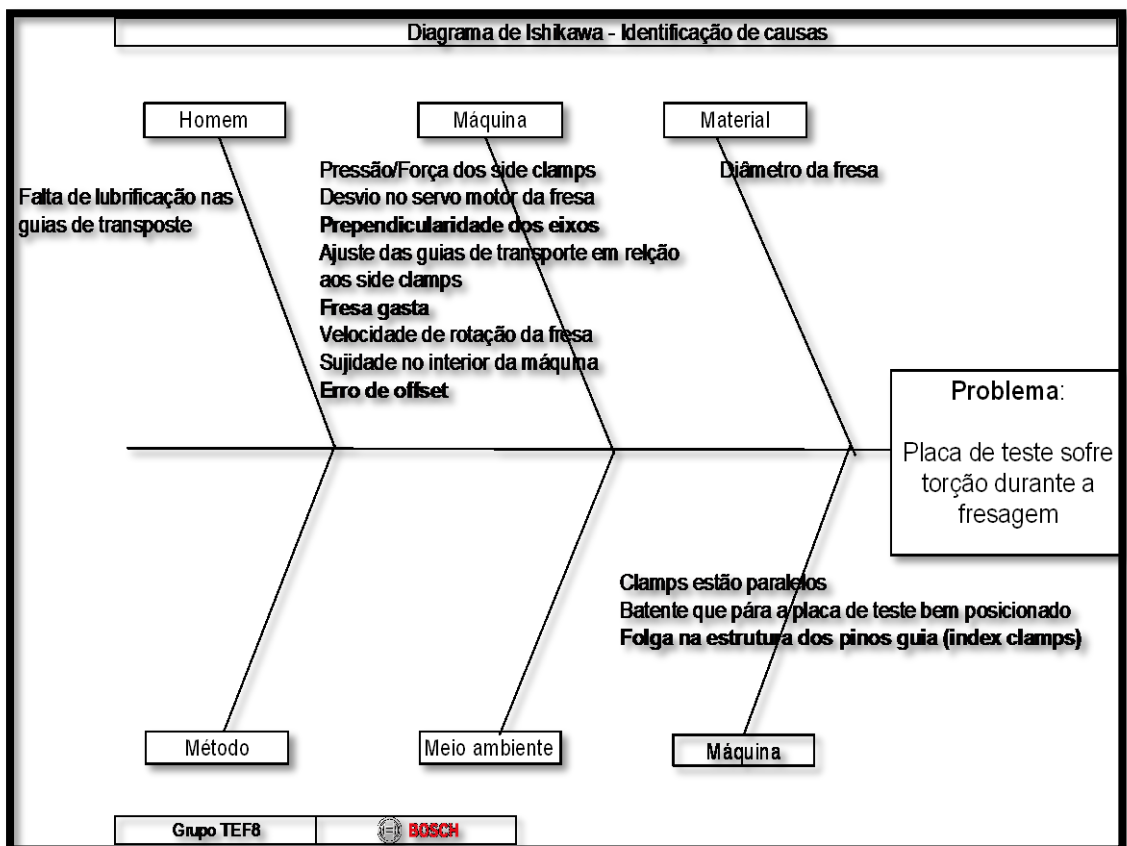 Diagrama de Ishikawa - Identificação de causas
Homem
Máquina
Material
Falta de lubrificação nas
guias de transposte
Pressão/Força dos side clamps
Desvio no servo motor da fresa
Prependicularidade dos eixos
Ajuste das guias de transporte em relção
aos side clamps
Fresa gasta
Velocidade de rotação da fresa
Sujidade no interior da máquina
Erro de offset
Diâmetro da fresa
Problema:
Placa de teste sofre
torção durante a
fresagem
Clamps estão paralelos
Batente que pára a placa de teste bem posicionado
Folga na estrutura dos pinos guia (index clamps)
Método
Meio ambiente
Máquina
Grupo TEF8
BOSCH